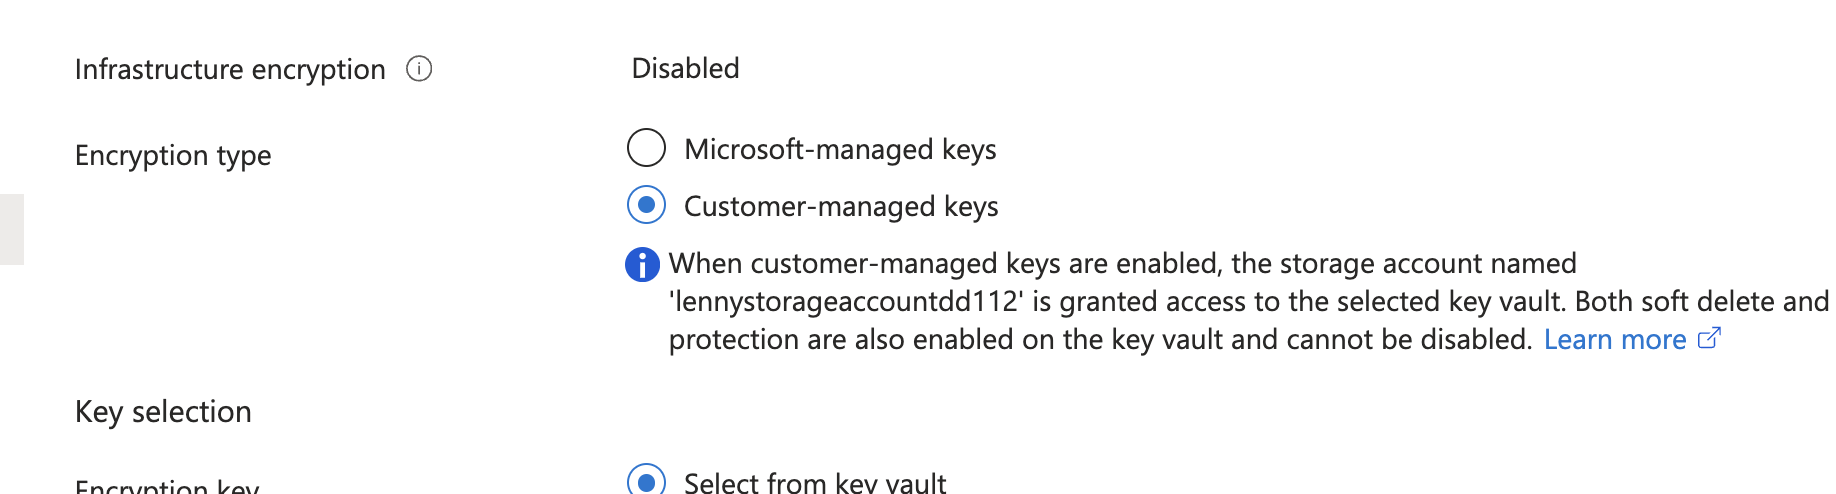 Infrastructure encryption Disabled
Encryption type
Microsoft-managed keys
Customer-managed keys
When customer-managed keys are enabled, the storage account named
'lennystorageaccountdd112' is granted access to the selected key vault. Both soft delete and
protection are also enabled on the key vault and cannot be disabled. Learn more
Key selection
Encryption key Select from key vault